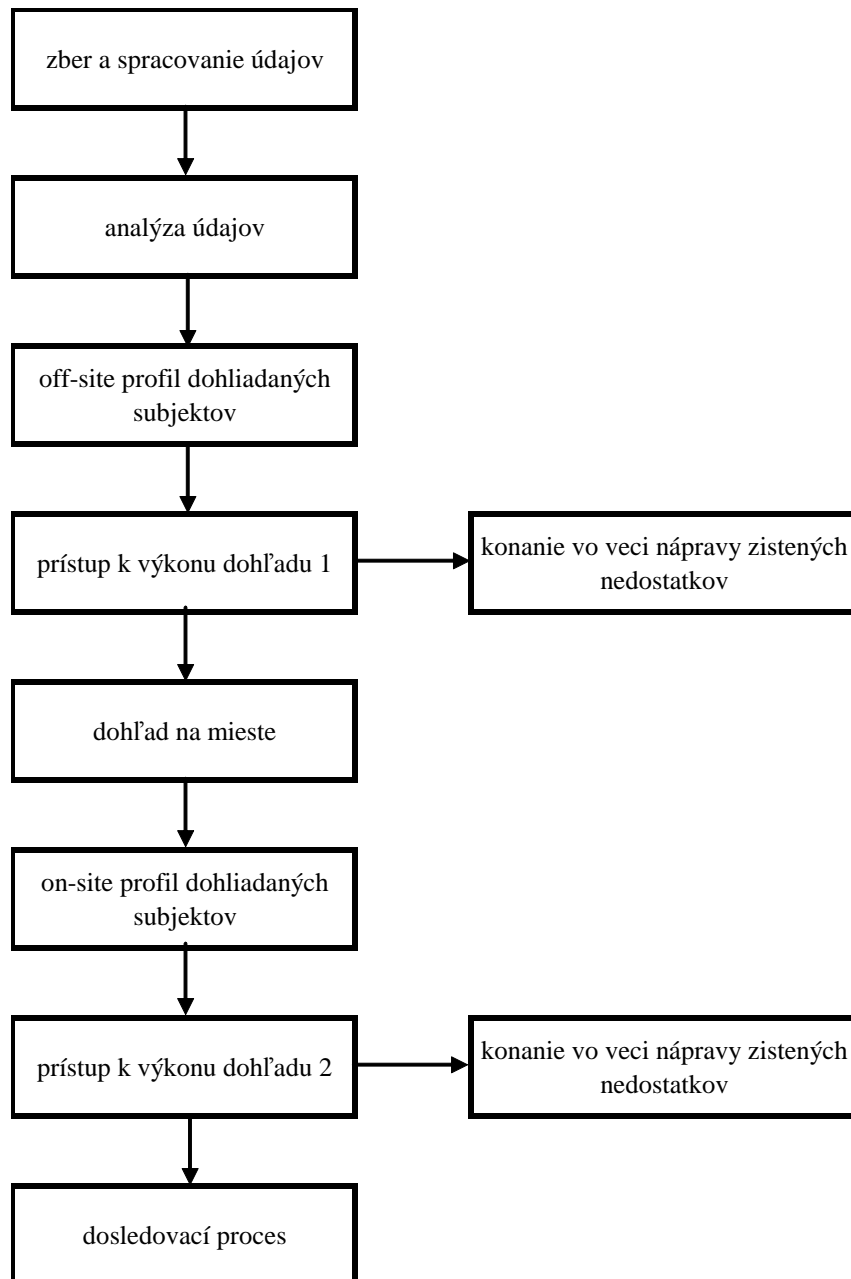 zber a spracovanie údajov
analýza údajov
off-site profil dohliadaných
subjektov
prístup k výkonu dohľadu 1
konanie vo veci nápravy zistených
nedostatkov
dohľad na mieste
on-site profil dohliadaných
subjektov
prístup k výkonu dohľadu 2
konanie vo veci nápravy zistených
nedostatkov
dosledovací proces